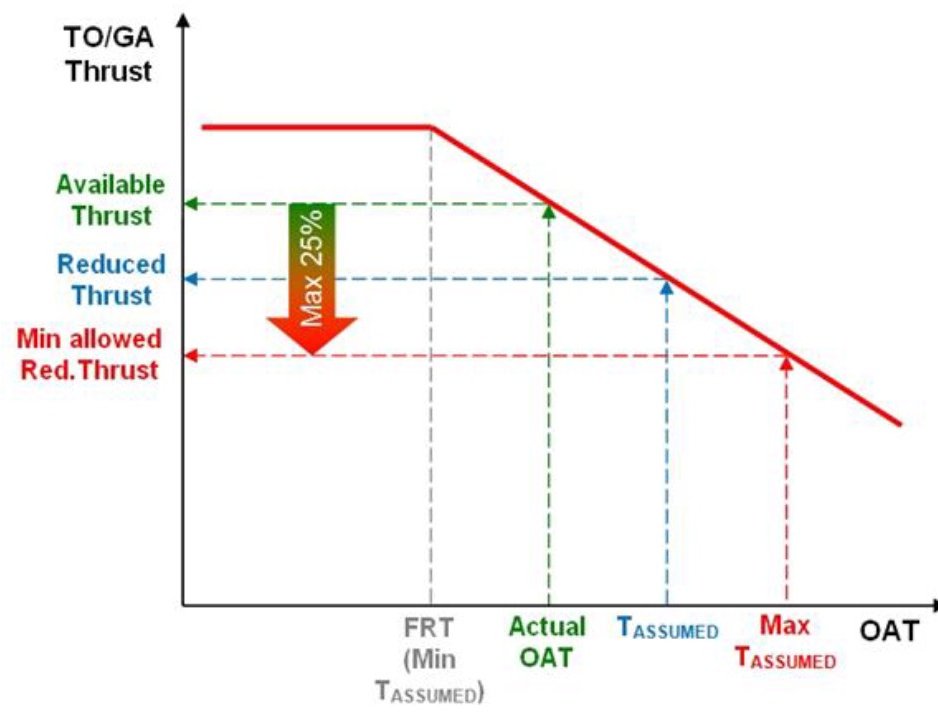 TO/GA
Thrust
Available
Thrust
Reduced
Thrust
Min allowed
Red.Thrust
Max 25%
FRT
(Min
TASSUMED)
Actual
OAT
TASSUMED
Max
TASSUMED
OAT